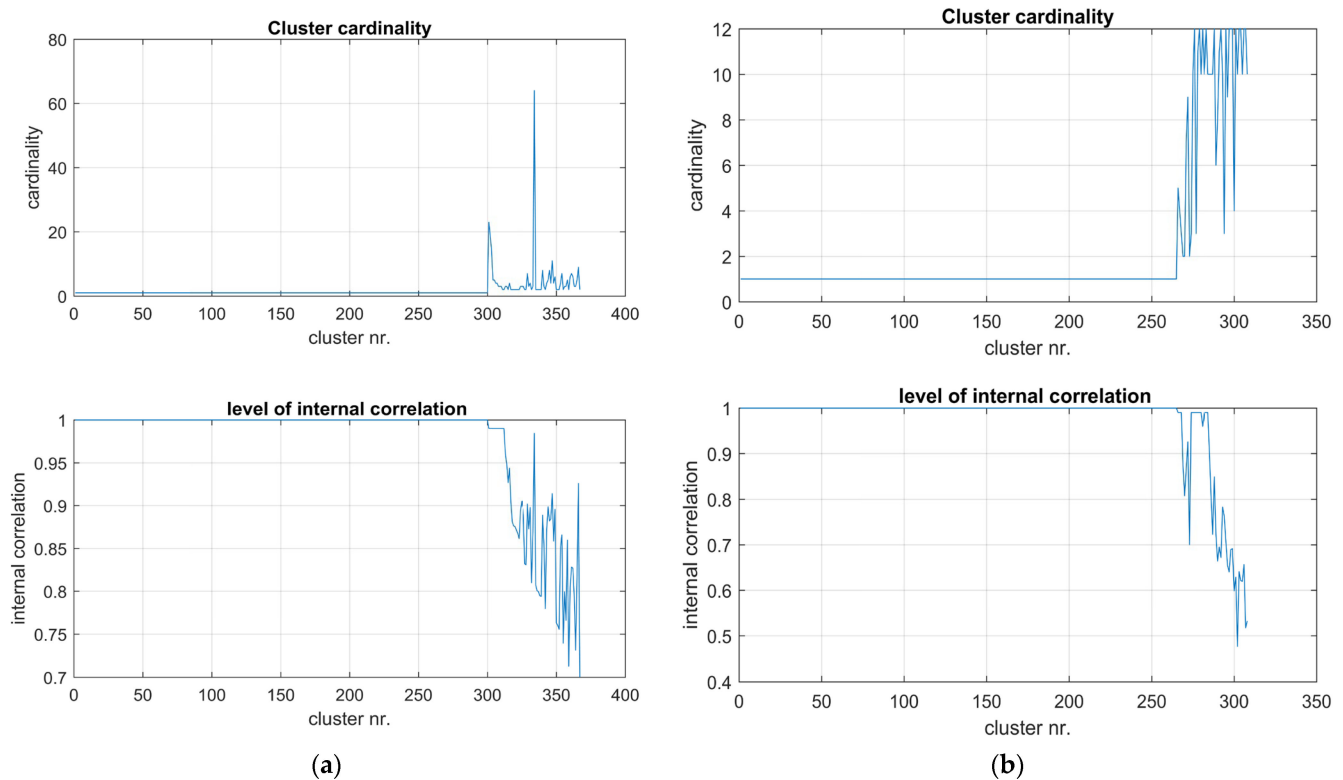 Cluster cardinality
80
60
40
20
0
cardinality
0 50 100 150 200 250 300 350 400
cluster nr.
level of internal correlation
1
0.95
0.9
0.85
0.8
0.75
0.7
internal correlation
0 50 100 150 200 250 300 350 400
cluster nr.
(a)
Cluster cardinality
12
10
8
6
4
2
0
cardinality
0 50 100 150 200 250 300 350
cluster nr.
level of internal correlation
1
0.9
0.8
0.7
0.6
0.5
0.4
internal correlation
0 50 100 150 200 250 300 350
cluster nr.
(b)